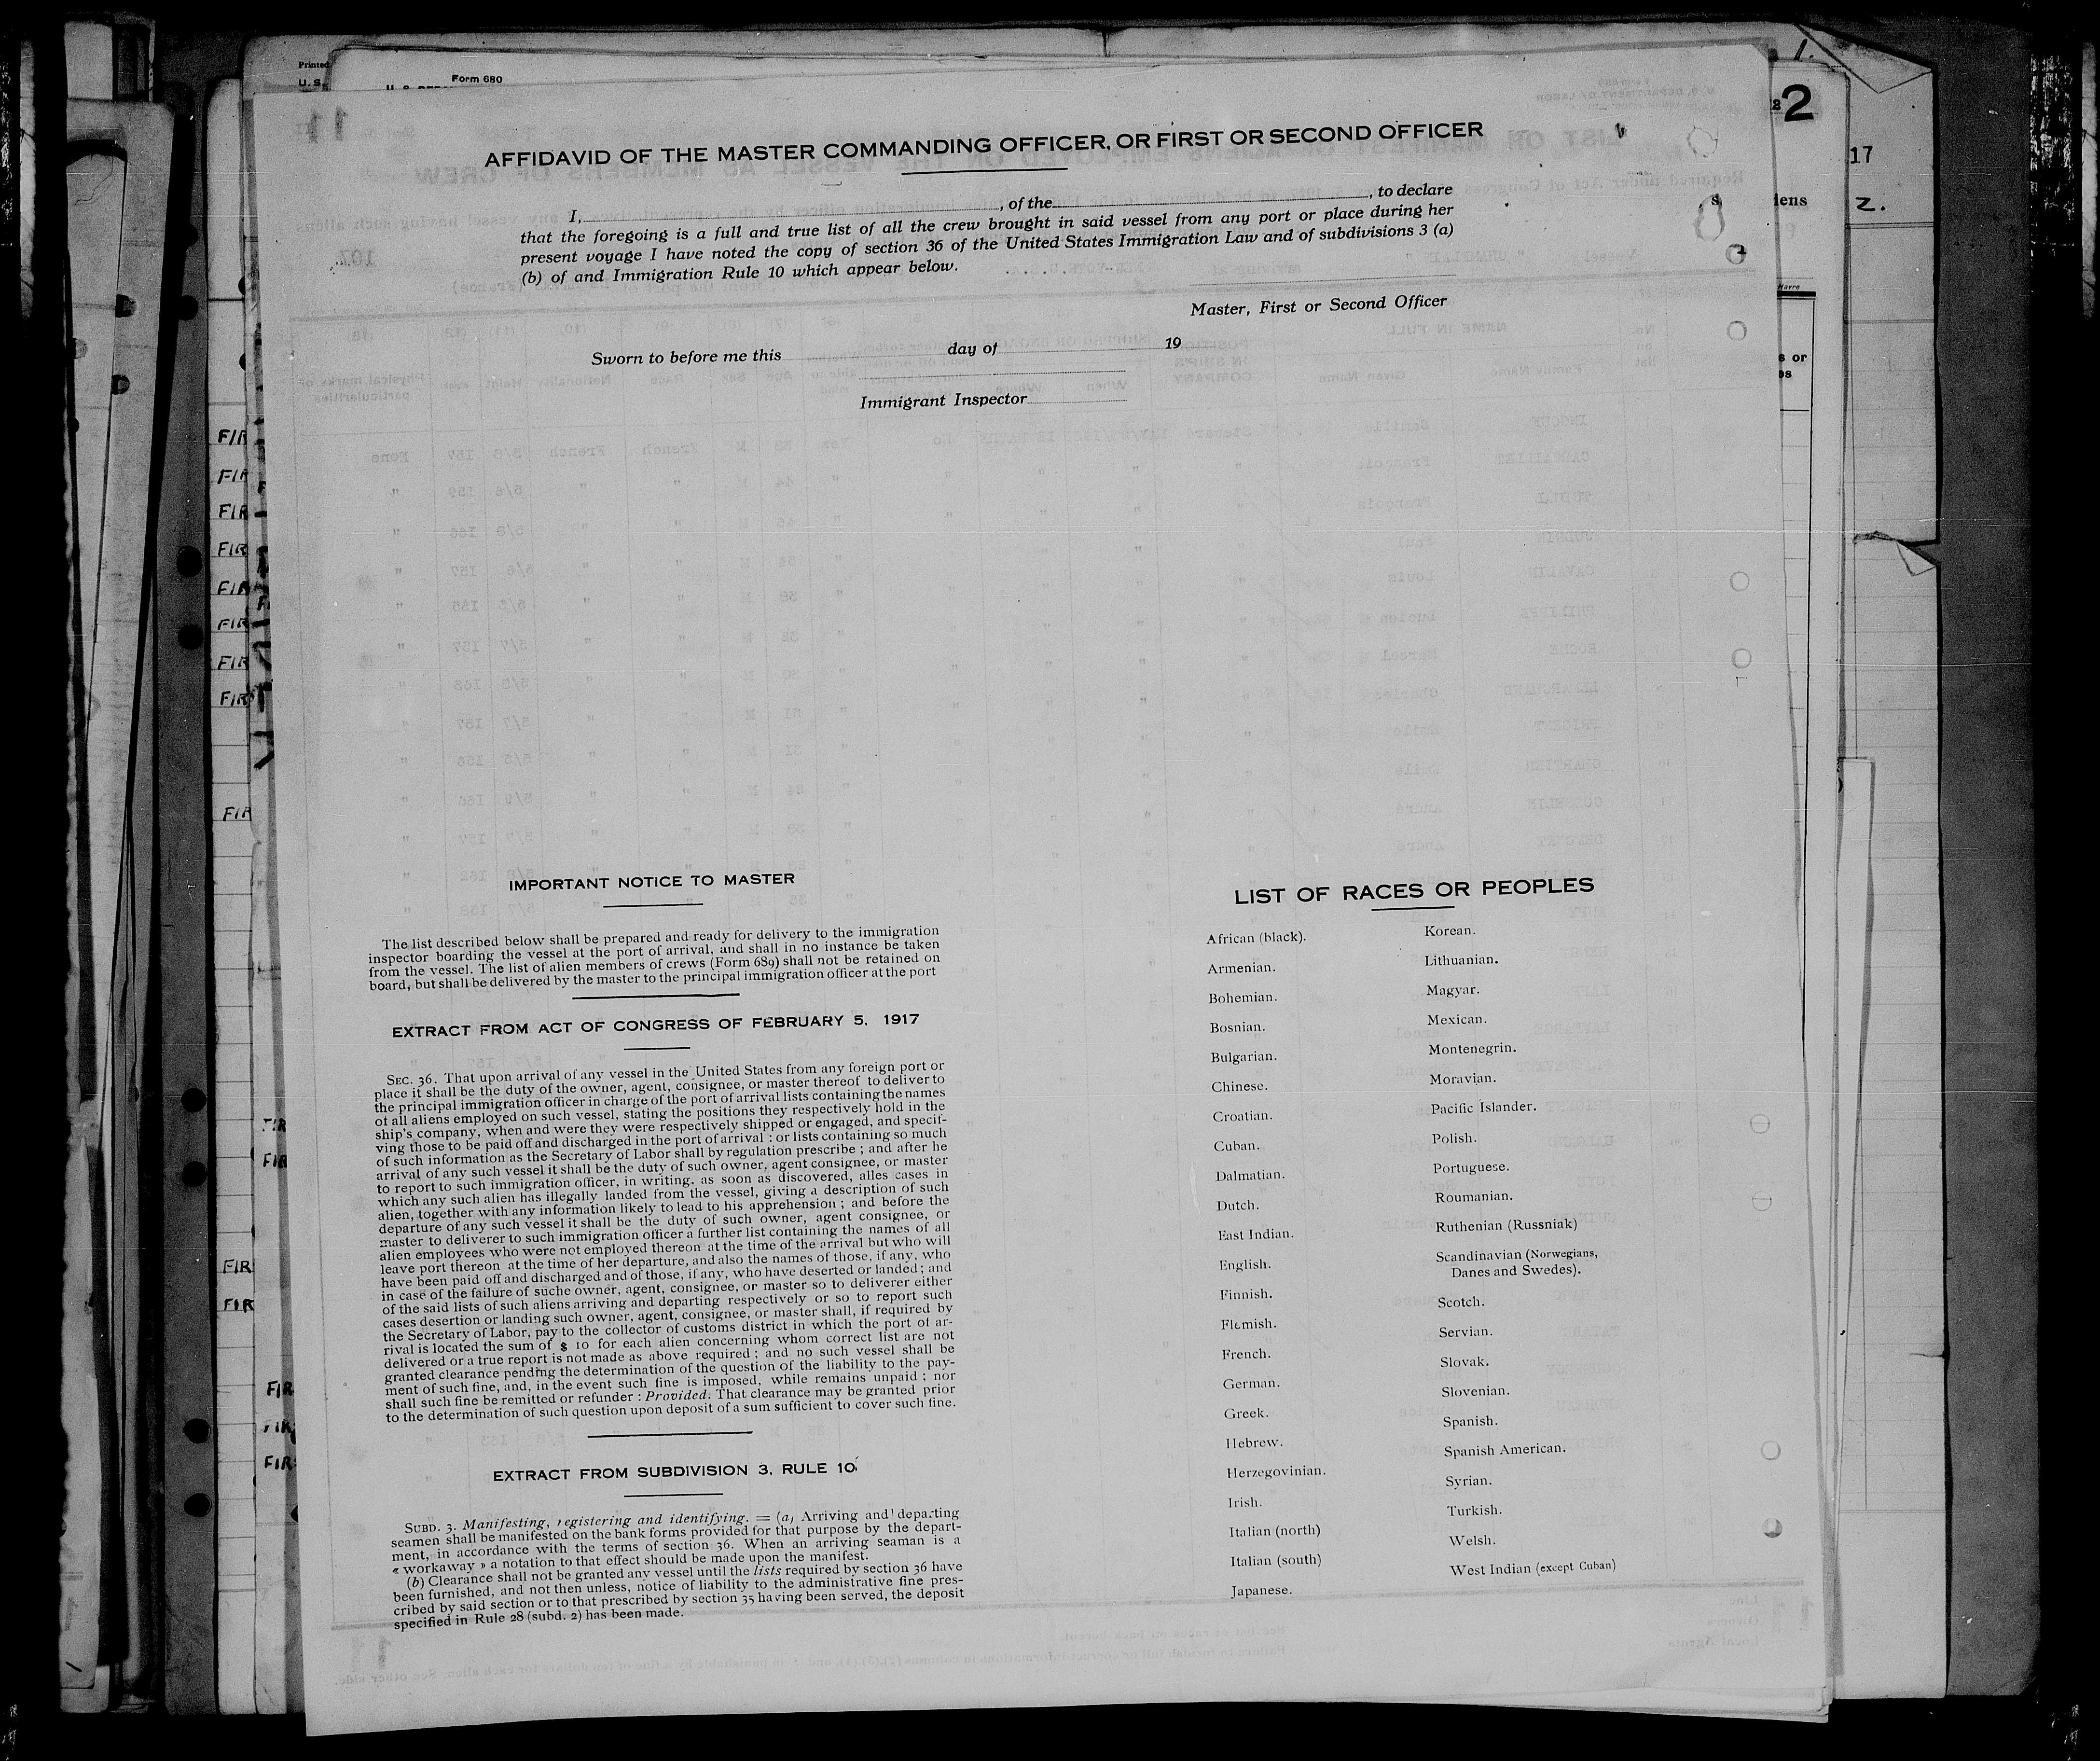 Printed
U. S.
Form 680
2
17
iens
Z.
AFFIDAVID OF THE MASTER COMMANDING OFFICER, OR FIRST OR SECOND OFFICER
I, , of the , to declare
that the foregoing is a full and true list of all the crew brought in said vessel from any port or place during her
present voyage I have noted the copy of section 36 of the United States Immigration Law and of subdivisions 3 (a)
(b) of and Immigration Rule 10 which appear below.
Master, First or Second Officer
Sworn to before me this day of 19
Immigrant Inspector
IMPORTANT NOTICE TO MASTER
The list described below shall be prepared and ready for delivery to the immigration
inspector boarding the vessel at the port of arrival, and shall in no instance be taken
from the vessel. The list of alien members of crews (Form 689) shall not be retained on
board, but shall be delivered by the master to the principal immigration officer at the port
EXTRACT FROM ACT OF CONGRESS OF FEBRUARY 5, 1917
SEC. 36. That upon arrival of any vessel in the United States from any foreign port or
place it shall be the duty of the owner, agent, consignee, or master thereof to deliver to
the principal immigration officer in charge of the port of arrival lists containing the names
of all aliens employed on such vessel, stating the positions they respectively hold in the
ship's company, when and were they were respectively shipped or engaged, and specif-
ving those to be paid off and discharged in the port of arrival : or lists containing so much
of such information as the Secretary of Labor shall by regulation prescribe ; and after he
arrival of any such vessel it shall be the duty of such owner, agent consignee, or master
to report to such immigration officer, in writing, as soon as discovered, alles cases in
which any such alien has illegally landed from the vessel, giving a description of such
alien, together with any information likely to lead to his apprehension ; and before the
departure of any such vessel it shall be the duty of such owner, agent consignee, or
master to deliverer to such immigration officer a further list containing the names of all
alien employees who were not employed thereon at the time of the arrival but who will
leave port thereon at the time of her departure, and also the names of those, if any, who
have been paid off and discharged and of those, if any, who have deserted or landed ; and
in case of the failure of suche owner, agent, consignee, or master so to deliverer either
of the said lists of such aliens arriving and departing respectively or so to report such
cases desertion or landing such owner, agent, consignee, or master shall, if required by
the Secretary of Labor, pay to the collector of customs district in which the port of ar-
rival is located the sum of $ 10 for each alien concerning whom correct list are not
delivered or a true report is not made as above required ; and no such vessel shall be
granted clearance pending the determination of the question of the liability to the pay-
ment of such fine, and, in the event such fine is imposed, while remains unpaid ; nor
shall such fine be remitted or refunder : Provided. That clearance may be granted prior
to the determination of such question upon deposit of a sum sufficient to cover such fine.
EXTRACT FROM SUBDIVISION 3, RULE 10
SUBD. 3. Manifesting, registering and identifying. = (a) Arriving and departing
seamen shall be manifested on the bank forms provided for that purpose by the depart-
ment, in accordance with the terms of section 36. When an arriving seaman is a
« workaway » a notation to that effect should be made upon the manifest.
(b) Clearance shall not be granted any vessel until the lists required by section 36 have
been furnished, and not then unless, notice of liability to the administrative fine pres-
cribed by said section or to that prescribed by section 35 having been served, the deposit
specified in Rule 28 (subd. 2) has been made.
LIST OF RACES OR PEOPLES
African (black).
Armenian.
Bohemian.
Bosnian.
Bulgarian.
Chinese.
Croatian.
Cuban.
Dalmatian.
Dutch.
East Indian.
English.
Finnish.
Flemish.
French.
German.
Greek.
Hebrew.
Herzegovinian.
Irish.
Italian (north)
Italian (south)
Japanese.
Korean.
Lithuanian.
Magyar.
Mexican.
Montenegrin.
Moravian.
Pacific Islander.
Polish.
Portuguese.
Roumanian.
Ruthenian (Russniak)
Scandinavian (Norwegians,
Danes and Swedes).
Scotch.
Servian.
Slovak.
Slovenian.
Spanish.
Spanish American.
Syrian.
Turkish.
Welsh.
West Indian (except Cuban)